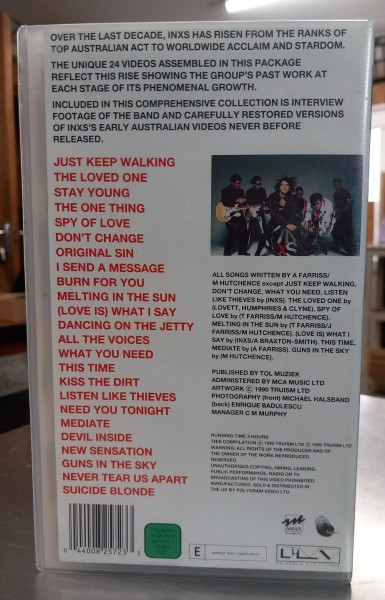 OVER THE LAST DECADE, INXS HAS RISEN FROM THE RANKS OF
TOP AUSTRALIAN ACT TO WORLDWIDE ACCLAIM AND STARDOM.
THE UNIQUE 24 VIDEOS ASSEMBLED IN THIS PACKAGE
REFLECT THIS RISE SHOWING THE GROUP'S PAST WORK AT
EACH STAGE OF ITS PHENOMENAL GROWTH.
INCLUDED IN THIS COMPREHENSIVE COLLECTION IS INTERVIEW
FOOTAGE OF THE BAND AND CAREFULLY RESTORED VERSIONS
OF INXS'S EARLY AUSTRALIAN VIDEOS NEVER BEFORE
RELEASED.
JUST KEEP WALKING
THE LOVED ONE
STAY YOUNG
THE ONE THING
SPY OF LOVE
DON'T CHANGE
ORIGINAL SIN
I SEND A MESSAGE
BURN FOR YOU
MELTING IN THE SUN
(LOVE IS) WHAT I SAY
DANCING ON THE JETTY
ALL THE VOICES
WHAT YOU NEED
THIS TIME
KISS THE DIRT
LISTEN LIKE THIEVES
NEED YOU TONIGHT
MEDIATE
DEVIL INSIDE
NEW SENSATION
GUNS IN THE SKY
NEVER TEAR US APART
SUICIDE BLONDE
ALL SONGS WRITTEN BY A FARRISS/
M HUTCHENCE except JUST KEEP WALKING,
DON'T CHANGE, WHAT YOU NEED, LISTEN
LIKE THIEVES by (INXS). THE LOVED ONE by
(LOVETT, HUMPHRIES & CLYNE). SPY OF
LOVE by (T FARRISS/M HUTCHENCE).
MELTING IN THE SUN by (T FARRISS/J
FARRISS/M HUTCHENCE). (LOVE IS) WHAT I
SAY by (INXS/A BRAXTON-SMITH). THIS TIME,
MEDIATE by (A FARRISS). GUNS IN THE SKY
by (M HUTCHENCE).
PUBLISHED BY TOL MUZIEK
ADMINISTERED BY MCA MUSIC LTD
ARTWORK © 1990 TRUISM LTD
PHOTOGRAPHY (front) MICHAEL HALSBAND
(back) ENRIQUE BADULESCU
MANAGER C M MURPHY
RUNNING TIME 2 HOURS
THIS COMPILATION ℗ 1990 TRUISM LTD © 1990 TRUISM LTD
WARNING: ALL RIGHTS OF THE PRODUCER AND OF
THE OWNER OF THE WORK REPRODUCED
RESERVED.
UNAUTHORISED COPYING, HIRING, LENDING,
PUBLIC PERFORMANCE, RADIO OR TV
BROADCASTING OF THIS VIDEO PROHIBITED.
MANUFACTURED, SOLD & DISTRIBUTED IN
THE UK BY POLYGRAM VIDEO LTD.
MMA
E
0 44008 25723 3